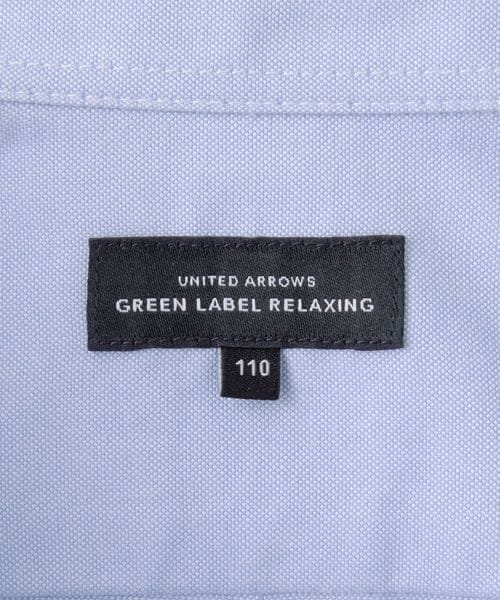 UNITED ARROWS
GREEN LABEL RELAXING
110